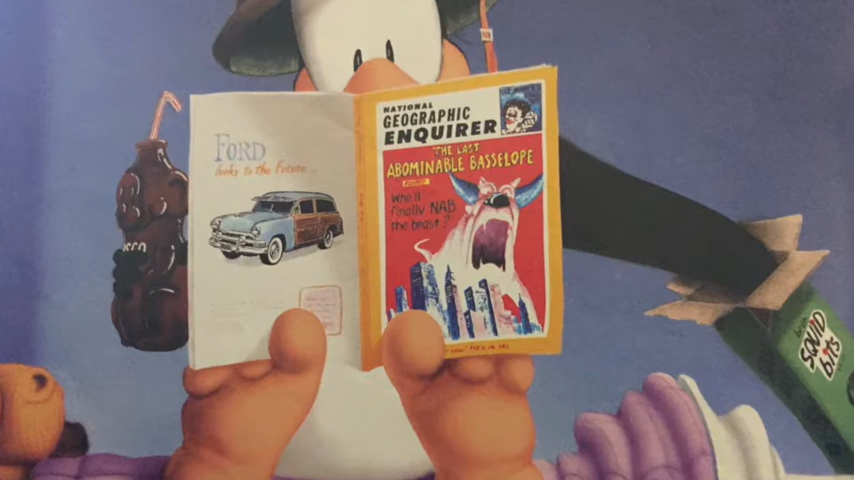 FORD
looks to the Future...
NATIONAL
GEOGRAPHIC
ENQUIRER
"THE LAST
ABOMINABLE BASSELOPE
Who'll
finally NAB
the beast?
SQUID
bits